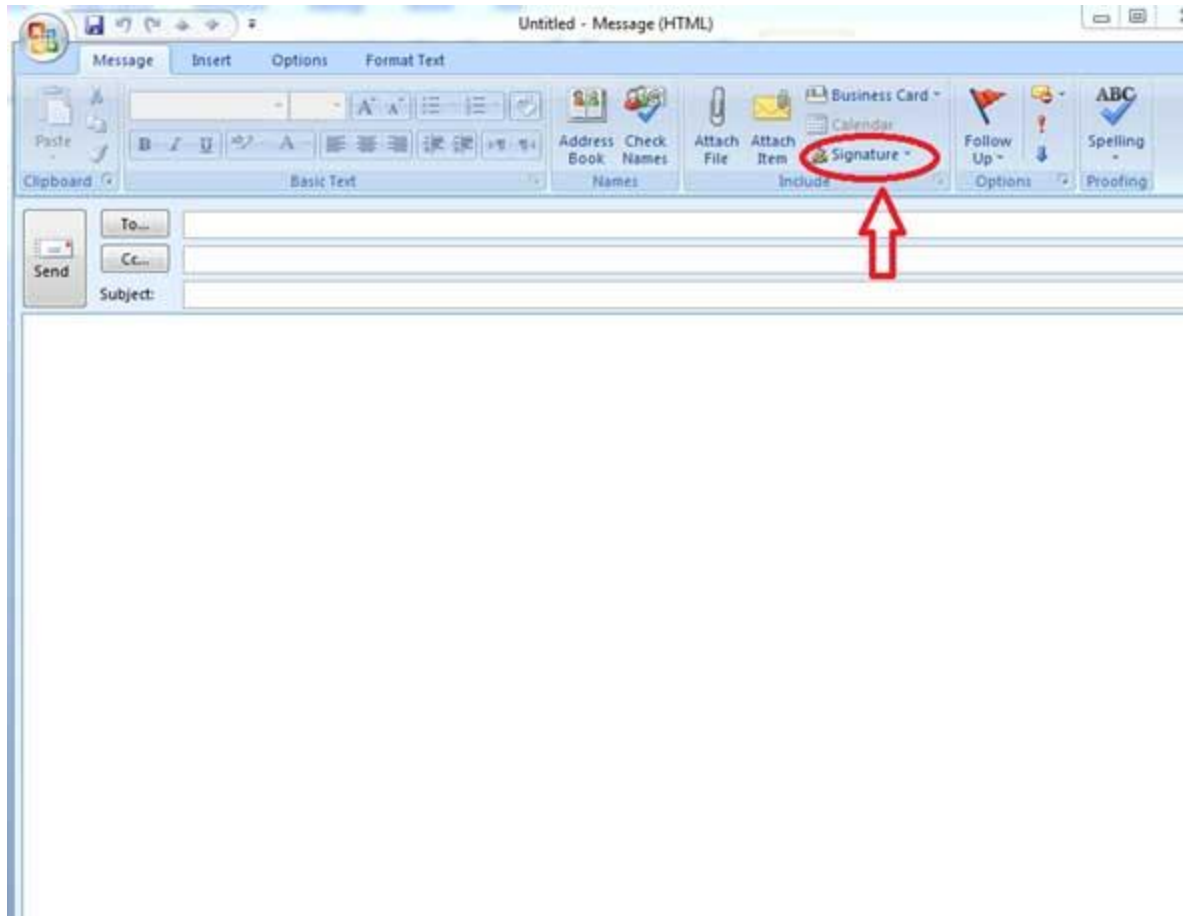 Untitled - Message (HTML)
Message Insert Options Format Text
Paste
B I U A
A A
Address Book
Check Names
Attach File
Attach Item
Business Card
Calendar
Signature
Follow Up
ABC
Spelling
Clipboard
Basic Text
Names
Include
Options
Proofing
Send
To...
Cc...
Subject: